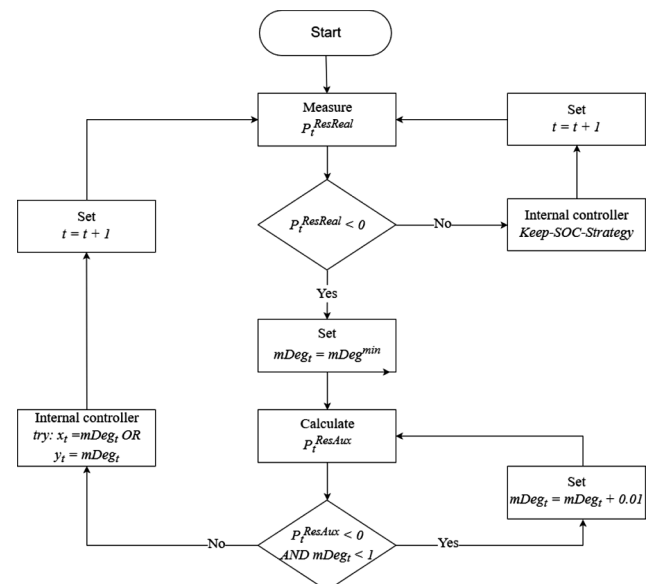 Start
Measure
P_t^ResReal
Set
t = t + 1
P_t^ResReal < 0
No
Internal controller
Keep-SOC-Strategy
Set
t = t + 1
Yes
Set
mDeg_t = mDeg^min
Internal controller
try: x_t =mDeg_t OR
y_t = mDeg_t
Calculate
P_t^ResAux
Set
mDeg_t = mDeg_t + 0.01
No
P_t^ResAux < 0
AND mDeg_t < 1
Yes